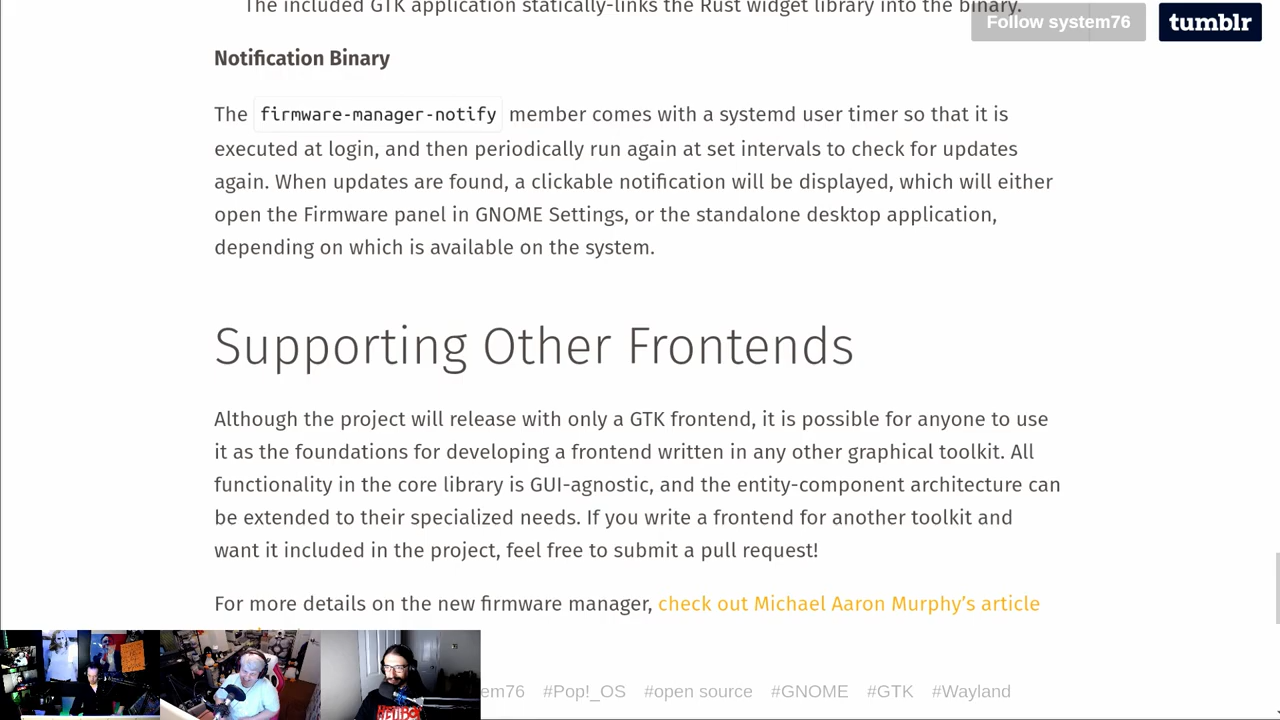 The included GTK application statically-links the Rust widget library into the binary.
Follow system76
tumblr
Notification Binary
The firmware-manager-notify member comes with a systemd user timer so that it is
executed at login, and then periodically run again at set intervals to check for updates
again. When updates are found, a clickable notification will be displayed, which will either
open the Firmware panel in GNOME Settings, or the standalone desktop application,
depending on which is available on the system.
Supporting Other Frontends
Although the project will release with only a GTK frontend, it is possible for anyone to use
it as the foundations for developing a frontend written in any other graphical toolkit. All
functionality in the core library is GUI-agnostic, and the entity-component architecture can
be extended to their specialized needs. If you write a frontend for another toolkit and
want it included in the project, feel free to submit a pull request!
For more details on the new firmware manager, check out Michael Aaron Murphy’s article
em76 #Pop!_OS #open source #GNOME #GTK #Wayland